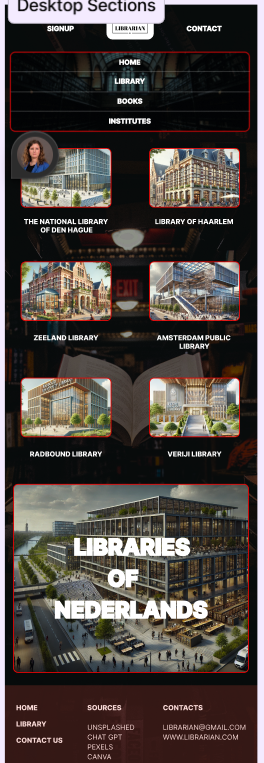 Desktop Sections
SIGNUP
LIBRARIAN
CONTACT
HOME
LIBRARY
BOOKS
INSTITUTES
THE NATIONAL LIBRARY
OF DEN HAGUE
LIBRARY OF HAARLEM
EXIT
ZEELAND LIBRARY
AMSTERDAM PUBLIC
LIBRARY
RADBOUND LIBRARY
VERIJI LIBRARY
LIBRARIES
OF
NEDERLANDS
HOME
LIBRARY
CONTACT US
SOURCES
UNSPLASHED
CHAT GPT
PEXELS
CANVA
CONTACTS
LIBRARIAN@GMAIL.COM
WWW.LIBRARIAN.COM